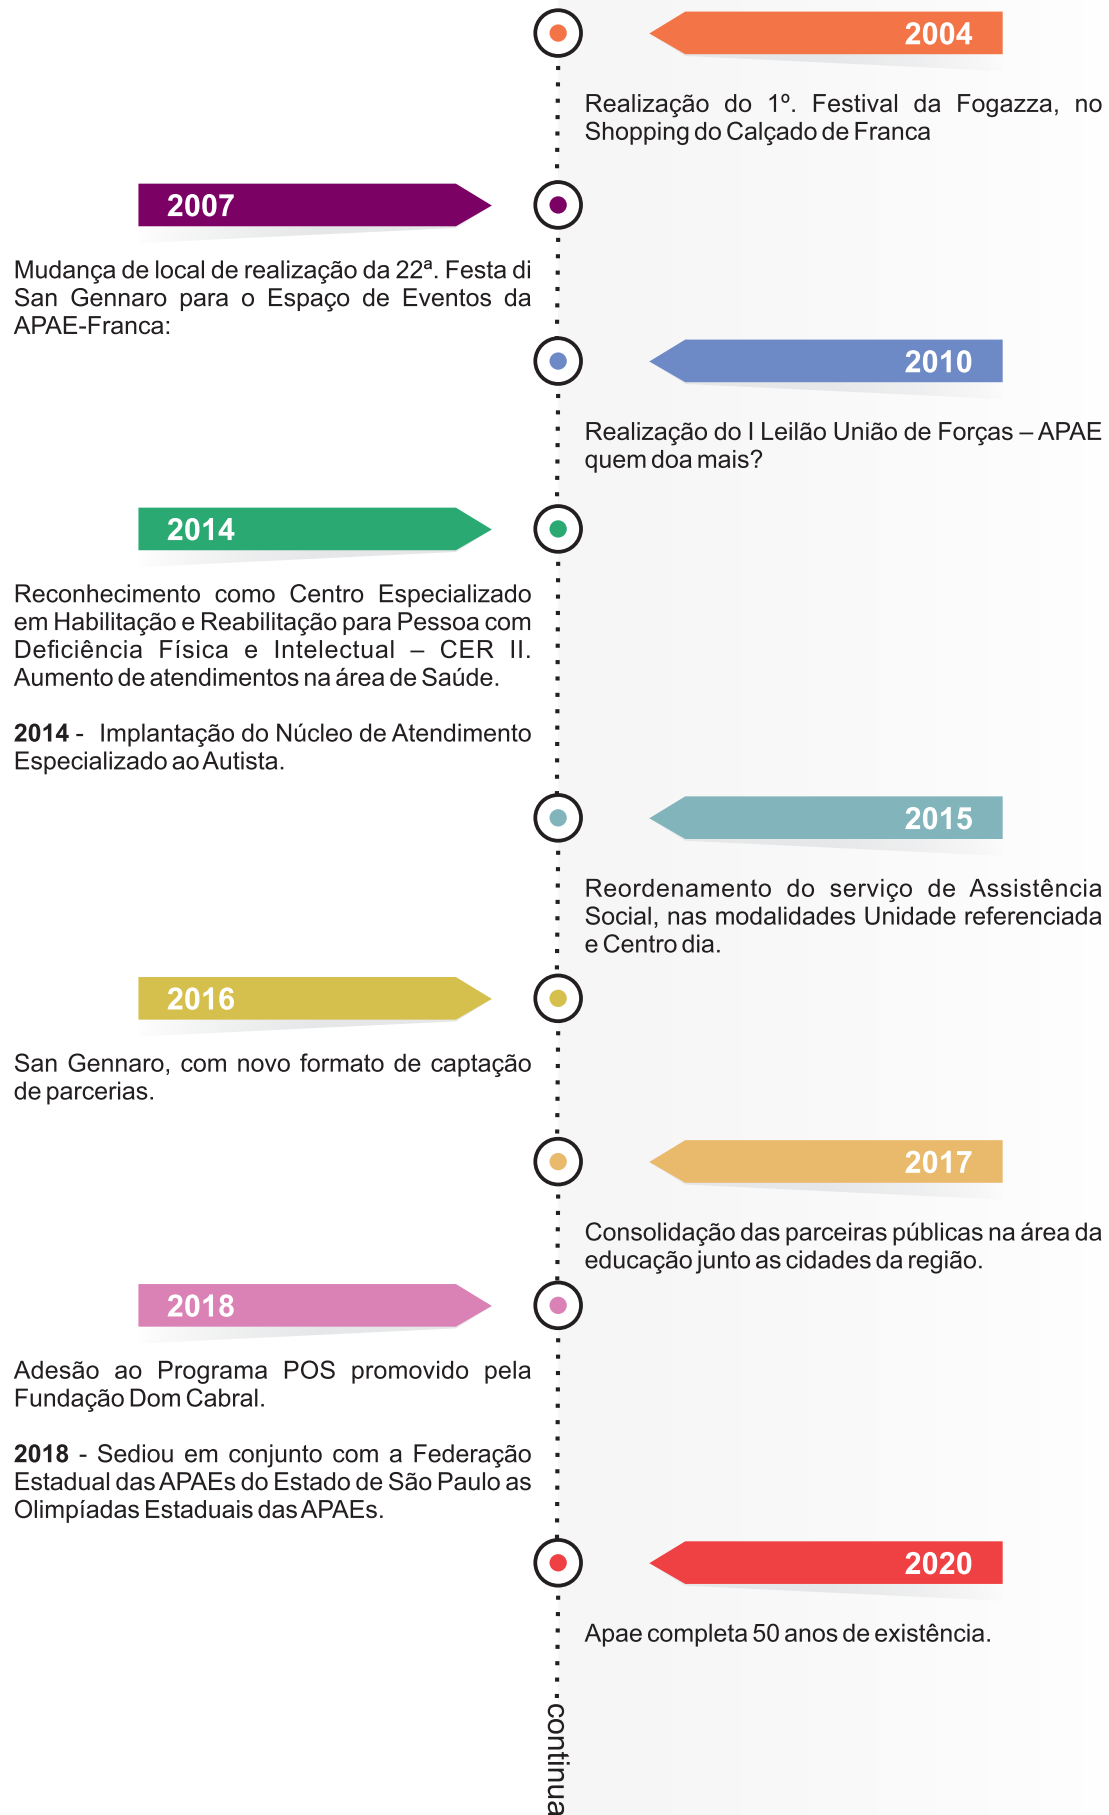 2004
Realização do 1º. Festival da Fogazza, no
Shopping do Calçado de Franca
2007
Mudança de local de realização da 22ª. Festa di
San Gennaro para o Espaço de Eventos da
APAE-Franca:
2010
Realização do I Leilão União de Forças – APAE
quem doa mais?
2014
Reconhecimento como Centro Especializado
em Habilitação e Reabilitação para Pessoa com
Deficiência Física e Intelectual – CER II.
Aumento de atendimentos na área de Saúde.
2014 - Implantação do Núcleo de Atendimento
Especializado ao Autista.
2015
Reordenamento do serviço de Assistência
Social, nas modalidades Unidade referenciada
e Centro dia.
2016
San Gennaro, com novo formato de captação
de parcerias.
2017
Consolidação das parceiras públicas na área da
educação junto as cidades da região.
2018
Adesão ao Programa POS promovido pela
Fundação Dom Cabral.
2018 - Sediou em conjunto com a Federação
Estadual das APAEs do Estado de São Paulo as
Olimpíadas Estaduais das APAEs.
2020
Apae completa 50 anos de existência.
continua